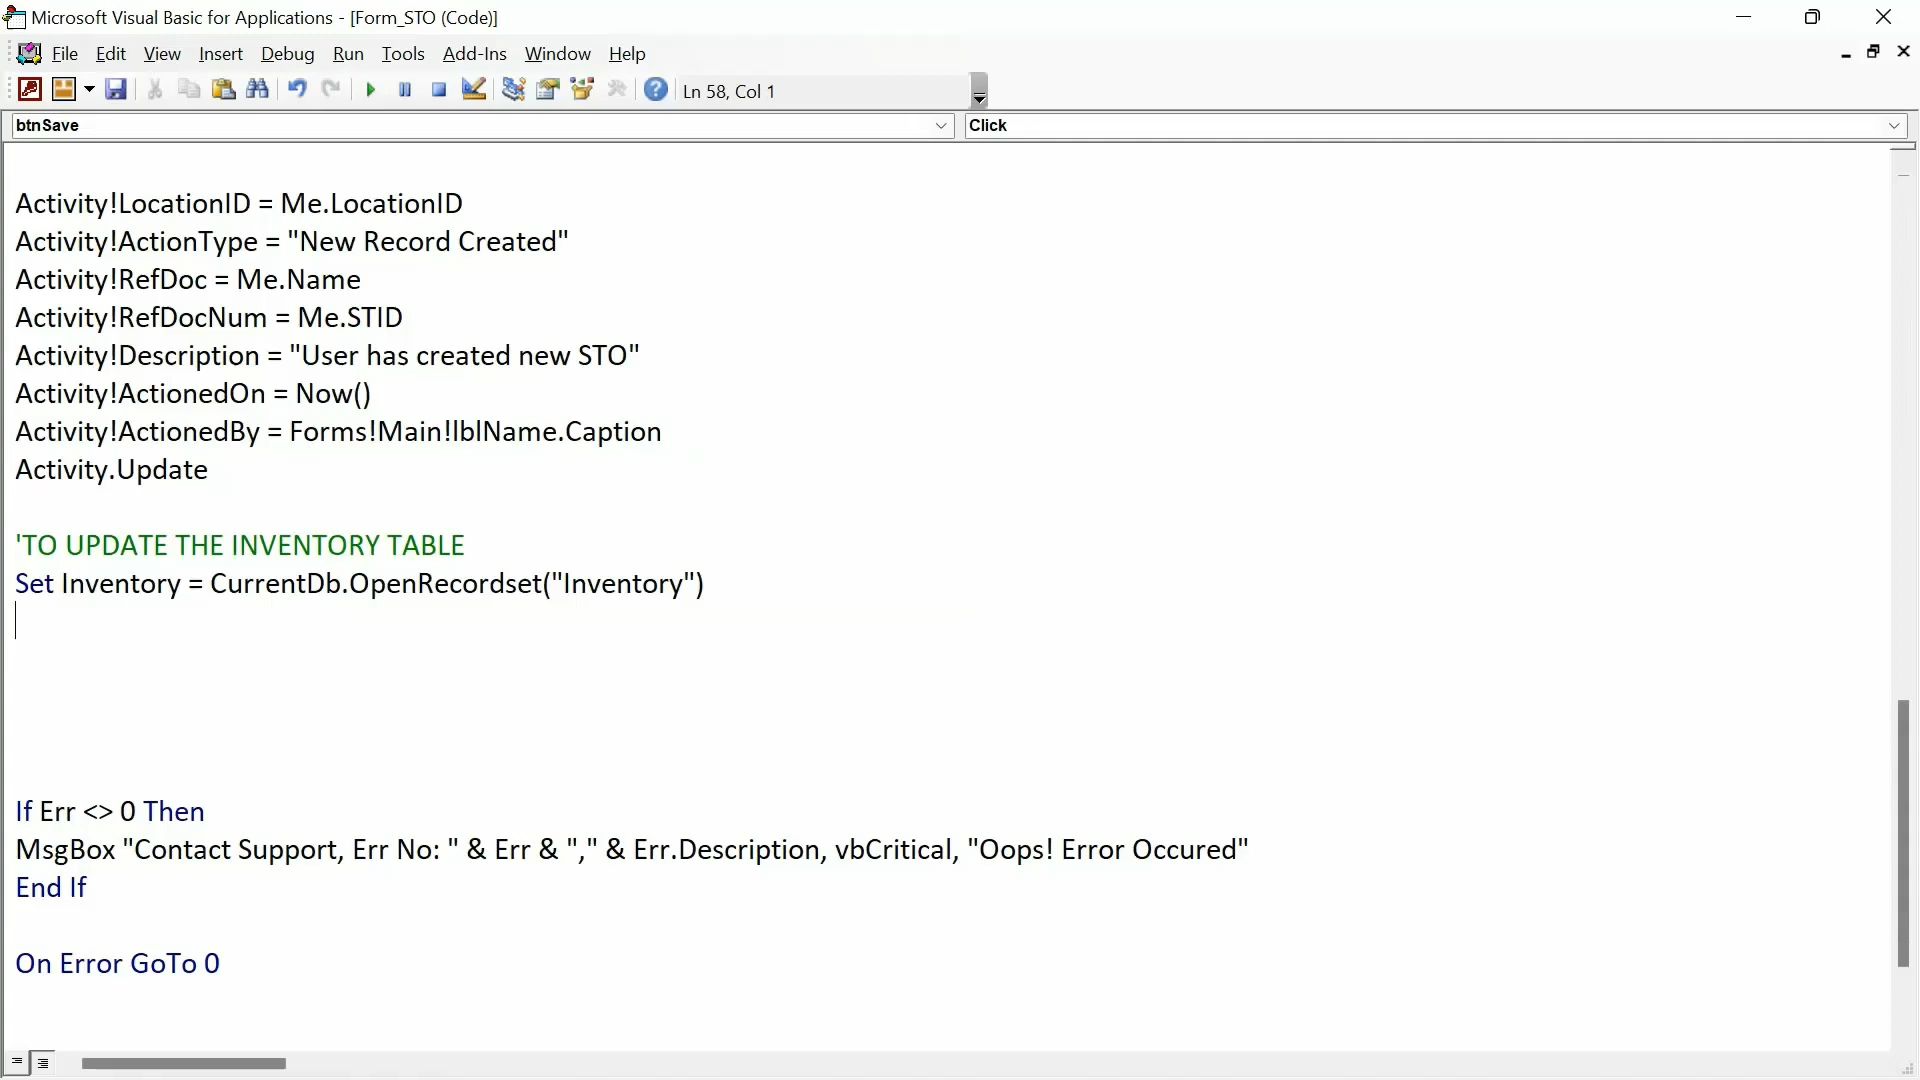 Microsoft Visual Basic for Applications - [Form_STO (Code)]
File Edit View Insert Debug Run Tools Add-Ins Window Help
Ln 58, Col 1
btnSave
Click
Activity!LocationID = Me.LocationID
Activity!ActionType = "New Record Created"
Activity!RefDoc = Me.Name
Activity!RefDocNum = Me.STID
Activity!Description = "User has created new STO"
Activity!ActionedOn = Now()
Activity!ActionedBy = Forms!Main!lblName.Caption
Activity.Update
'TO UPDATE THE INVENTORY TABLE
Set Inventory = CurrentDb.OpenRecordset("Inventory")
If Err <> 0 Then
MsgBox "Contact Support, Err No: " & Err & "," & Err.Description, vbCritical, "Oops! Error Occured"
End If
On Error GoTo 0